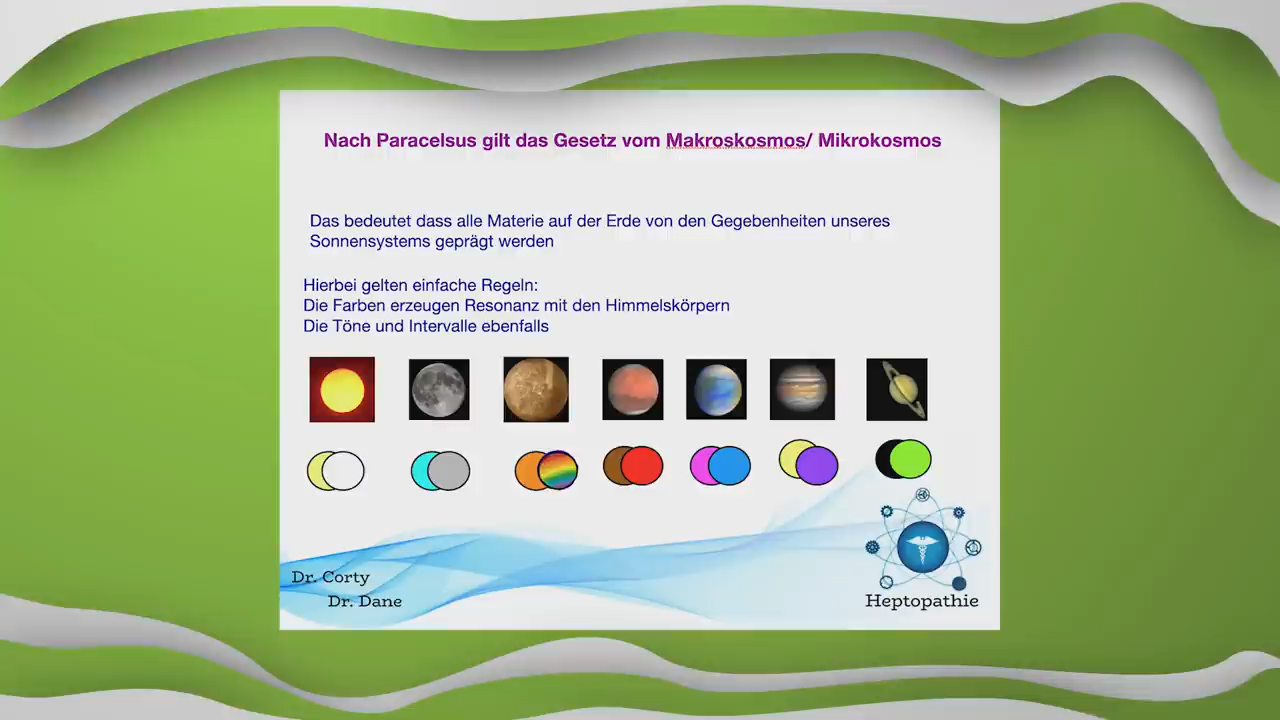 Nach Paracelsus gilt das Gesetz vom Makroskosmos/ Mikrokosmos
Das bedeutet dass alle Materie auf der Erde von den Gegebenheiten unseres
Sonnensystems geprägt werden
Hierbei gelten einfache Regeln:
Die Farben erzeugen Resonanz mit den Himmelskörpern
Die Töne und Intervalle ebenfalls
Dr. Corty
Dr. Dane
Heptopathie